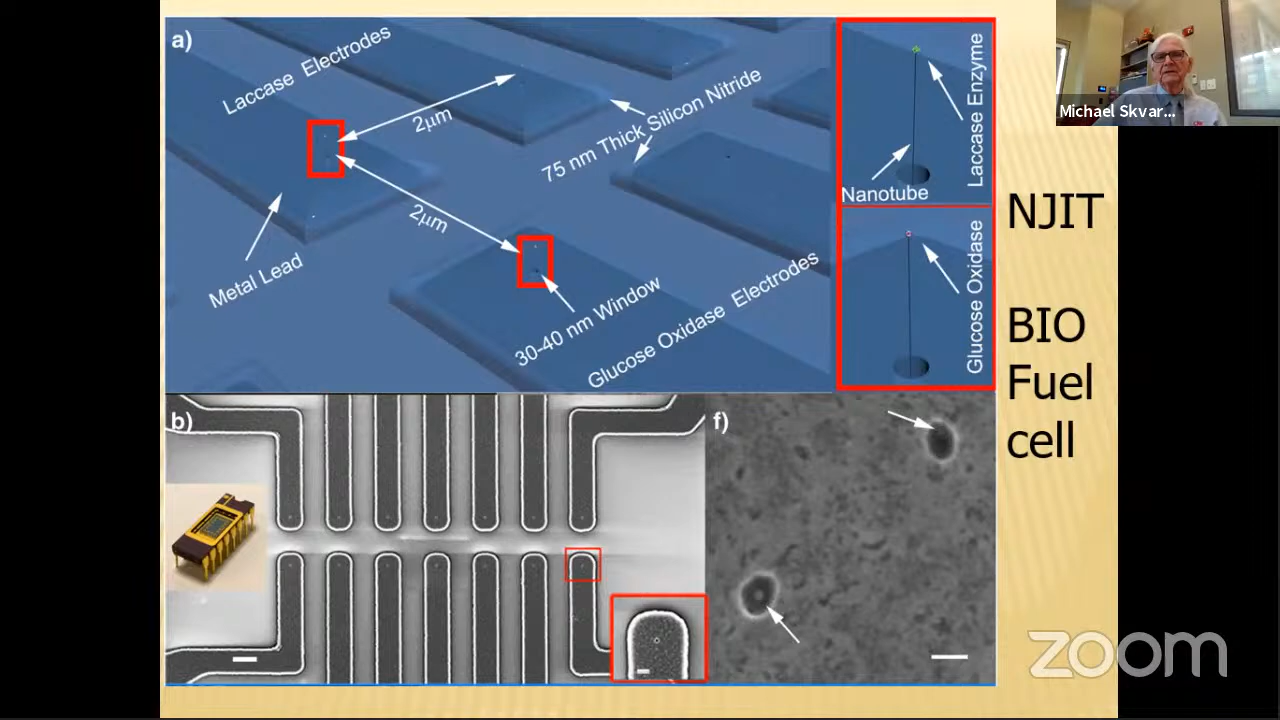 a)
Laccase Electrodes
2μm
75 nm Thick Silicon Nitride
2μm
Metal Lead
30-40 nm Window
Glucose Oxidase Electrodes
Laccase Enzyme
Nanotube
Glucose Oxidase
Michael Skvar...
NJIT
BIO
Fuel
cell
b)
f)
zoom